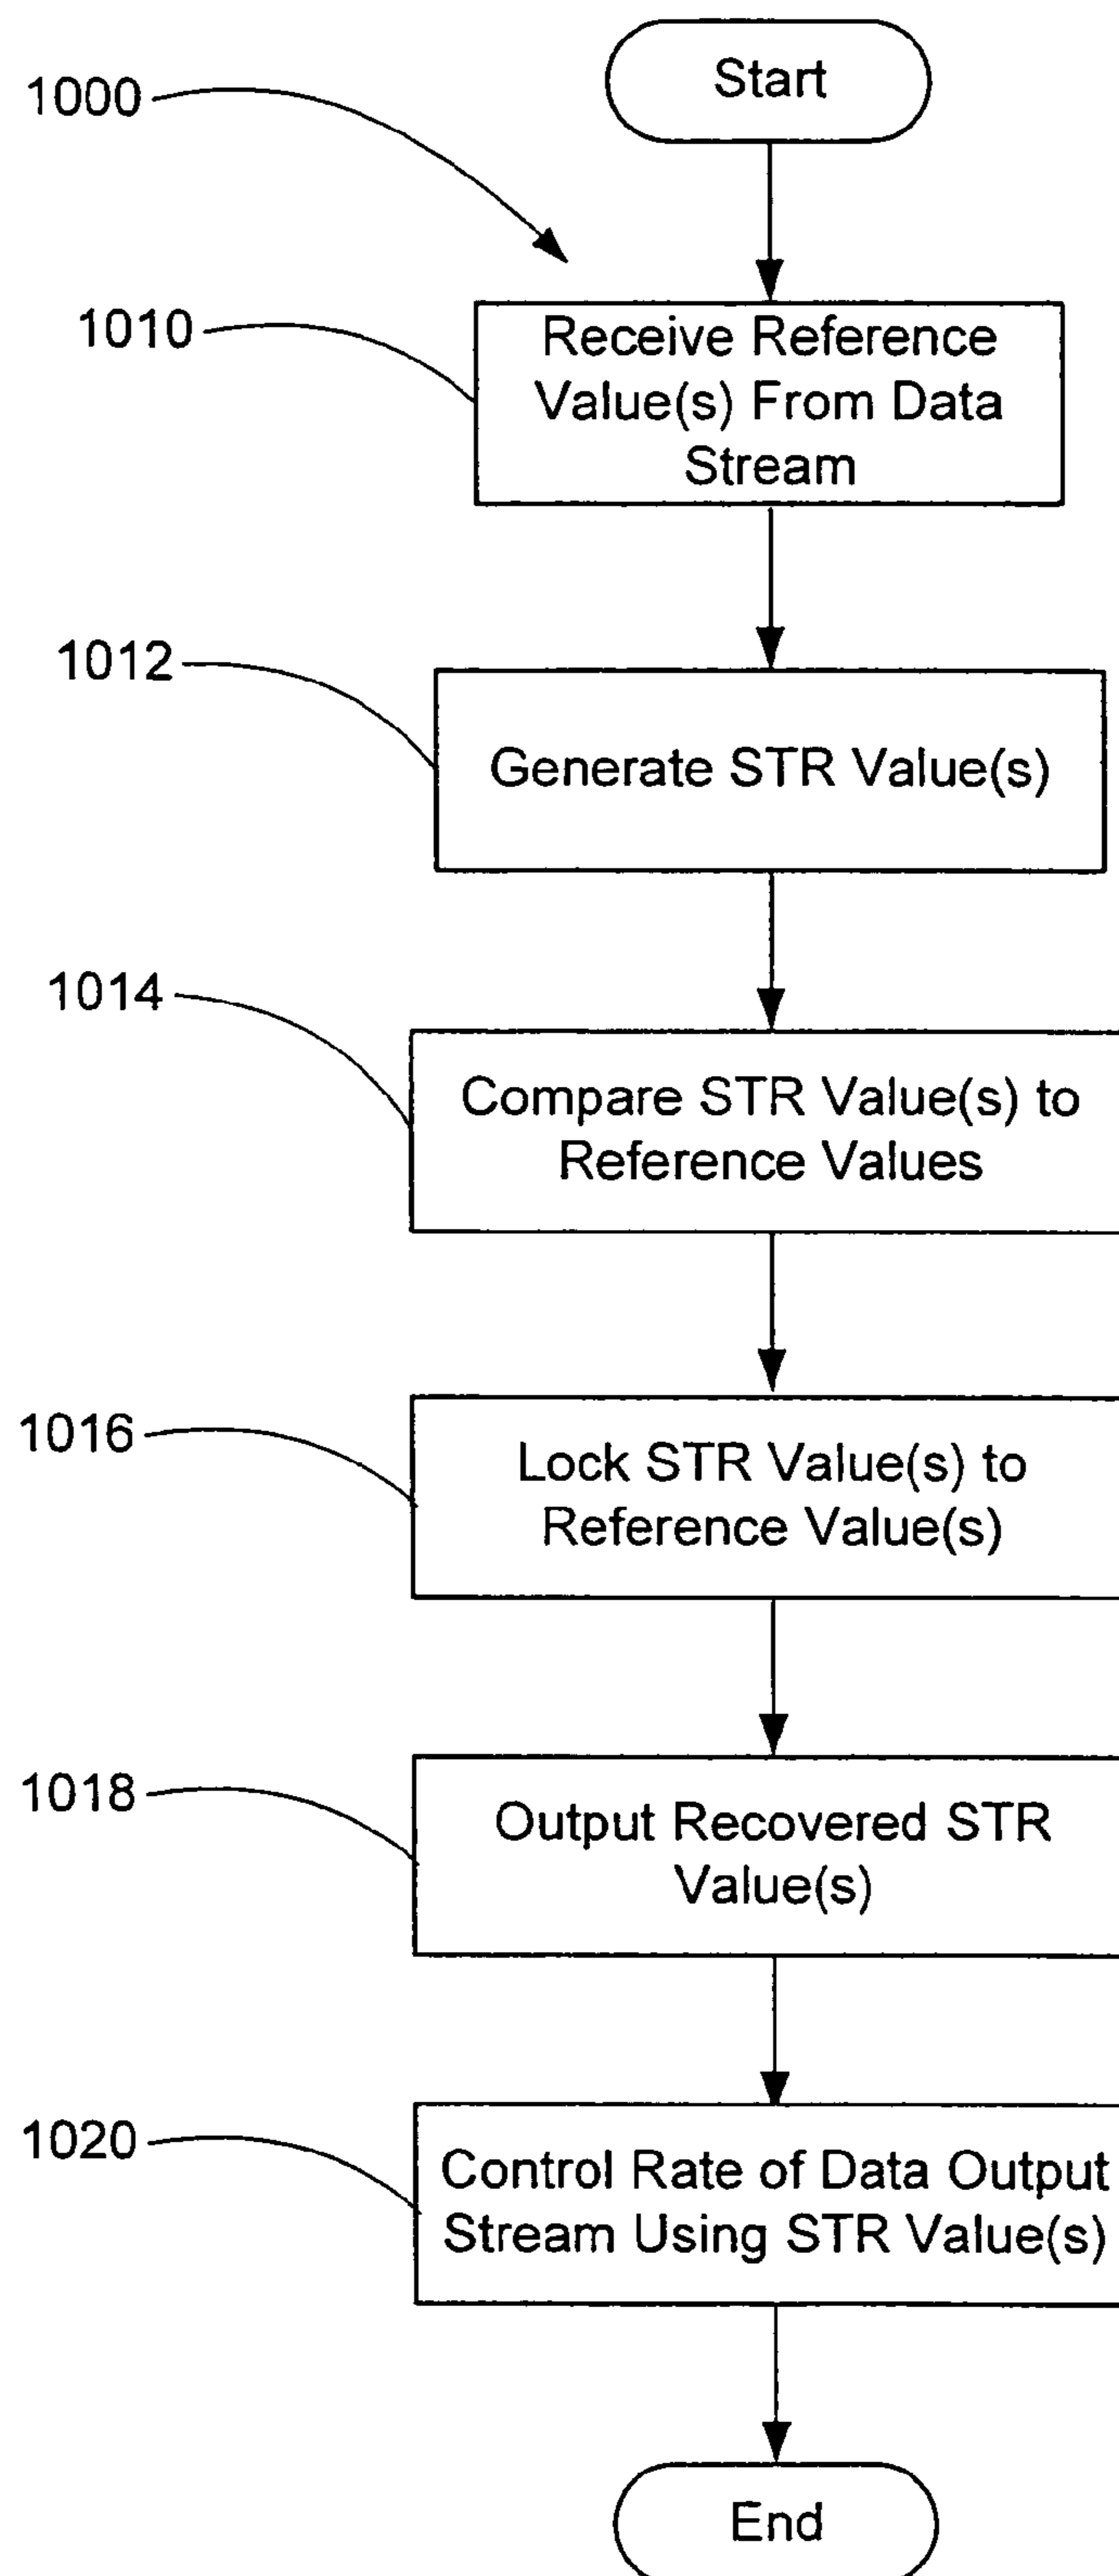 Start
1000
1010
Receive Reference
Value(s) From Data
Stream
1012
Generate STR Value(s)
1014
Compare STR Value(s) to
Reference Values
1016
Lock STR Value(s) to
Reference Value(s)
1018
Output Recovered STR
Value(s)
1020
Control Rate of Data Output
Stream Using STR Value(s)
End